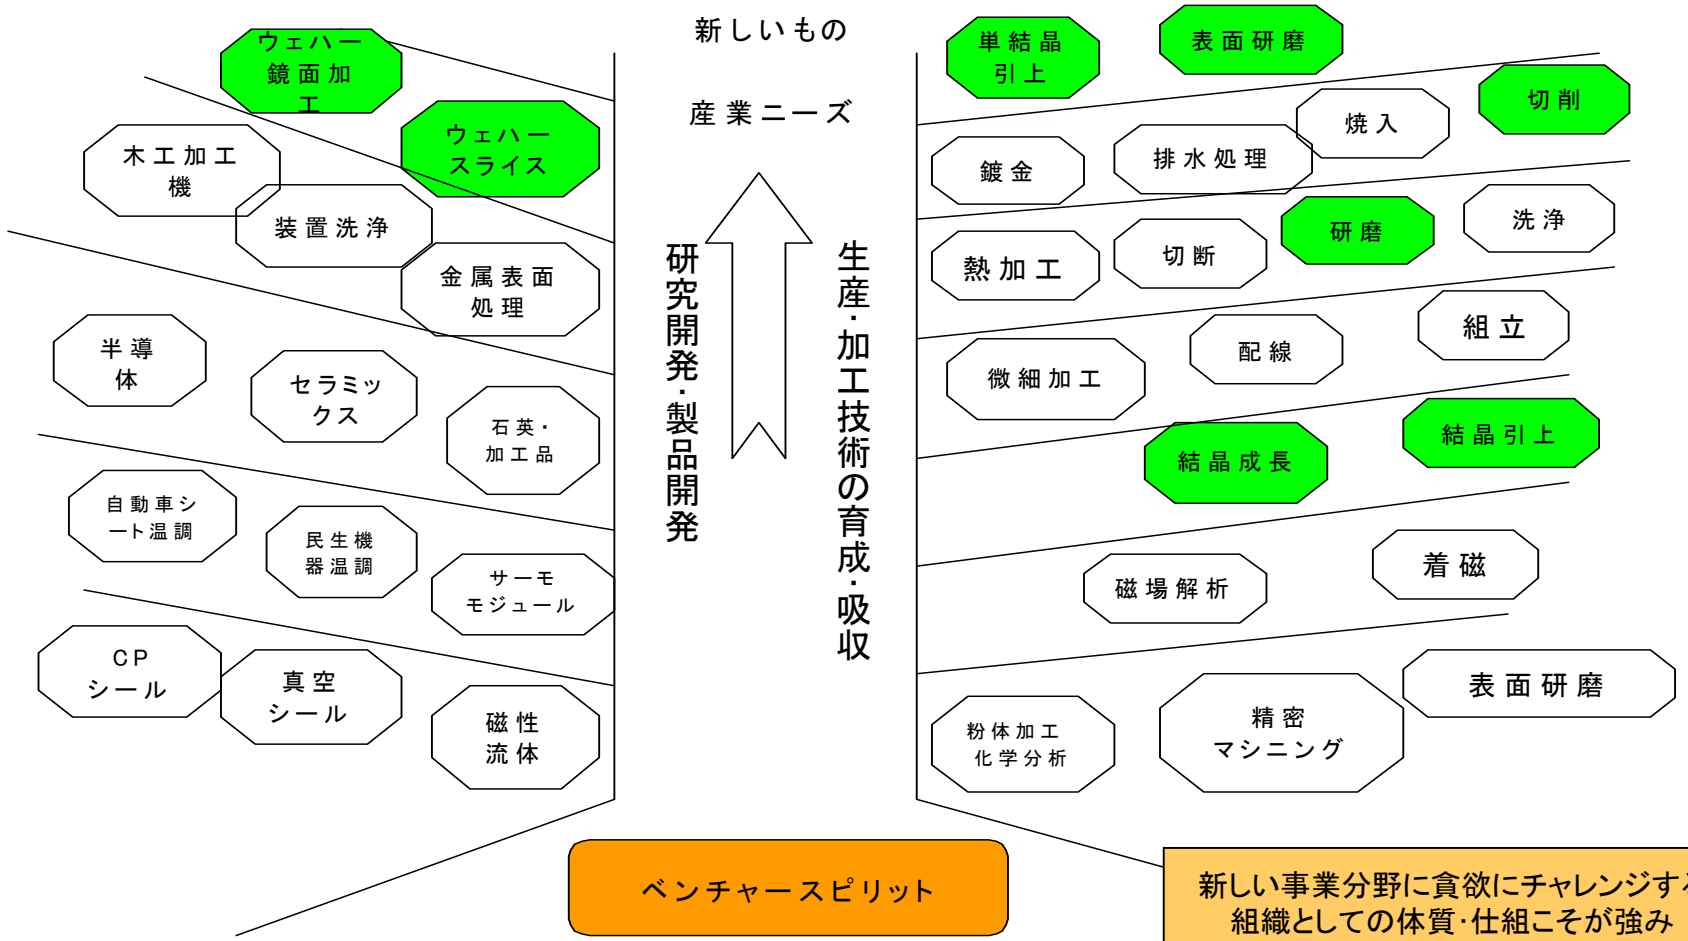 新しいもの
産業ニーズ
ウェハー
鏡面加
工
ウェハー
スライス
木工加工
機
装置洗浄
金属表面
処理
半導
体
セラミッ
クス
石英・
加工品
自動車シ
ート温調
民生機
器温調
サーモ
モジュール
CP
シール
真空
シール
磁性
流体
研究開発・製品開発
生産・加工技術の育成・吸収
単結晶
引上
表面研磨
切削
鍍金
排水処理
焼入
熱加工
切断
研磨
洗浄
微細加工
配線
組立
結晶成長
結晶引上
磁場解析
着磁
粉体加工
化学分析
精密
マシニング
表面研磨
ベンチャースピリット
新しい事業分野に貪欲にチャレンジする
組織としての体質・仕組こそが強み